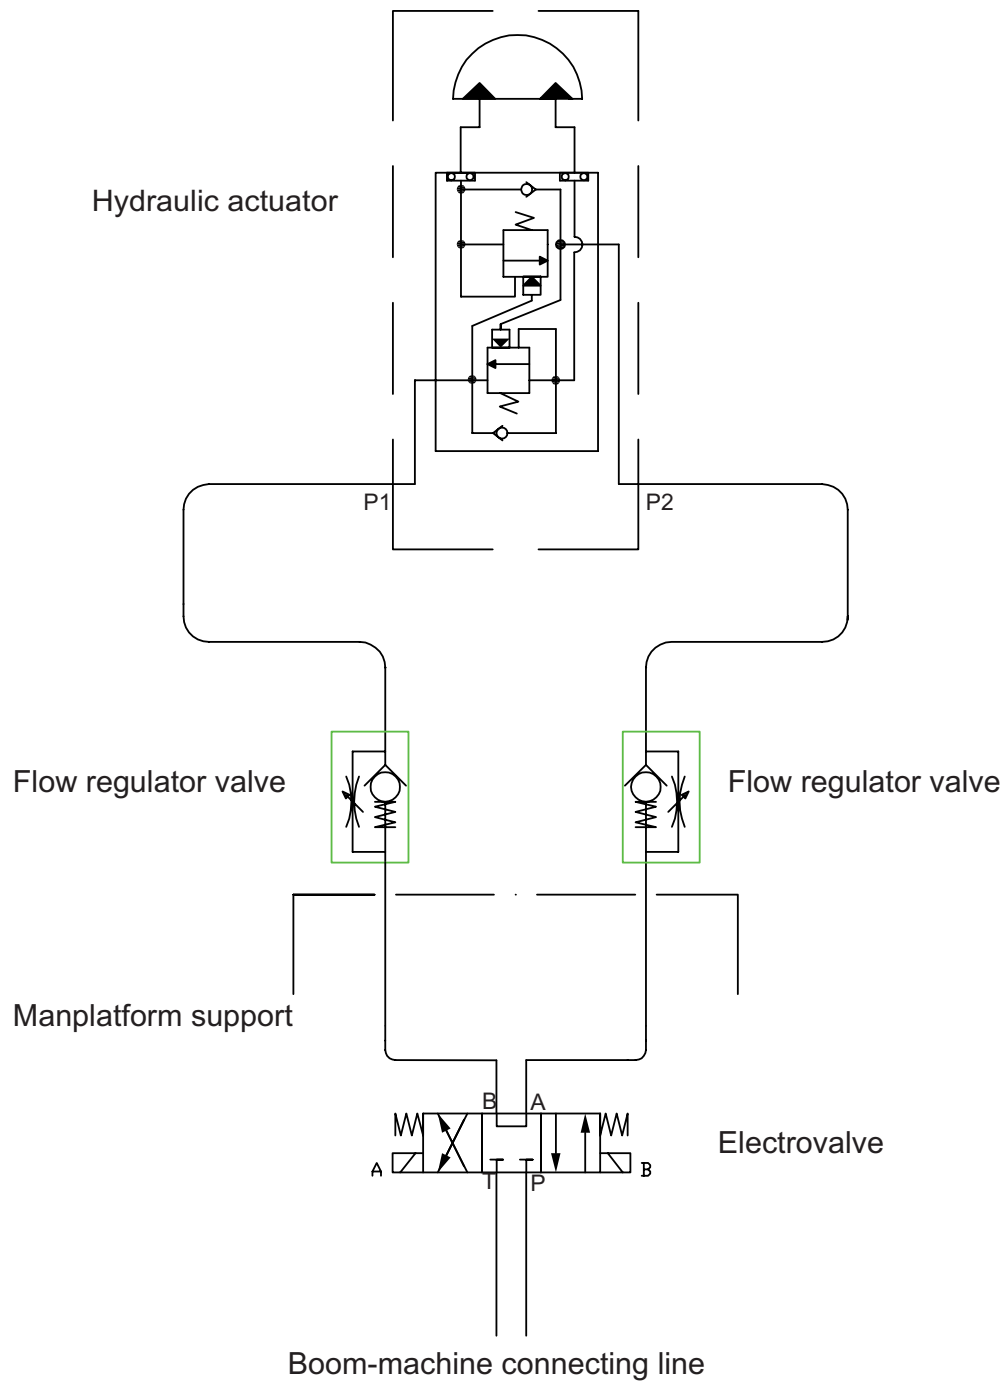 Hydraulic actuator
P1 P2
Flow regulator valve Flow regulator valve
Manplatform support
B A
Electrovalve
A B
T P
Boom-machine connecting line